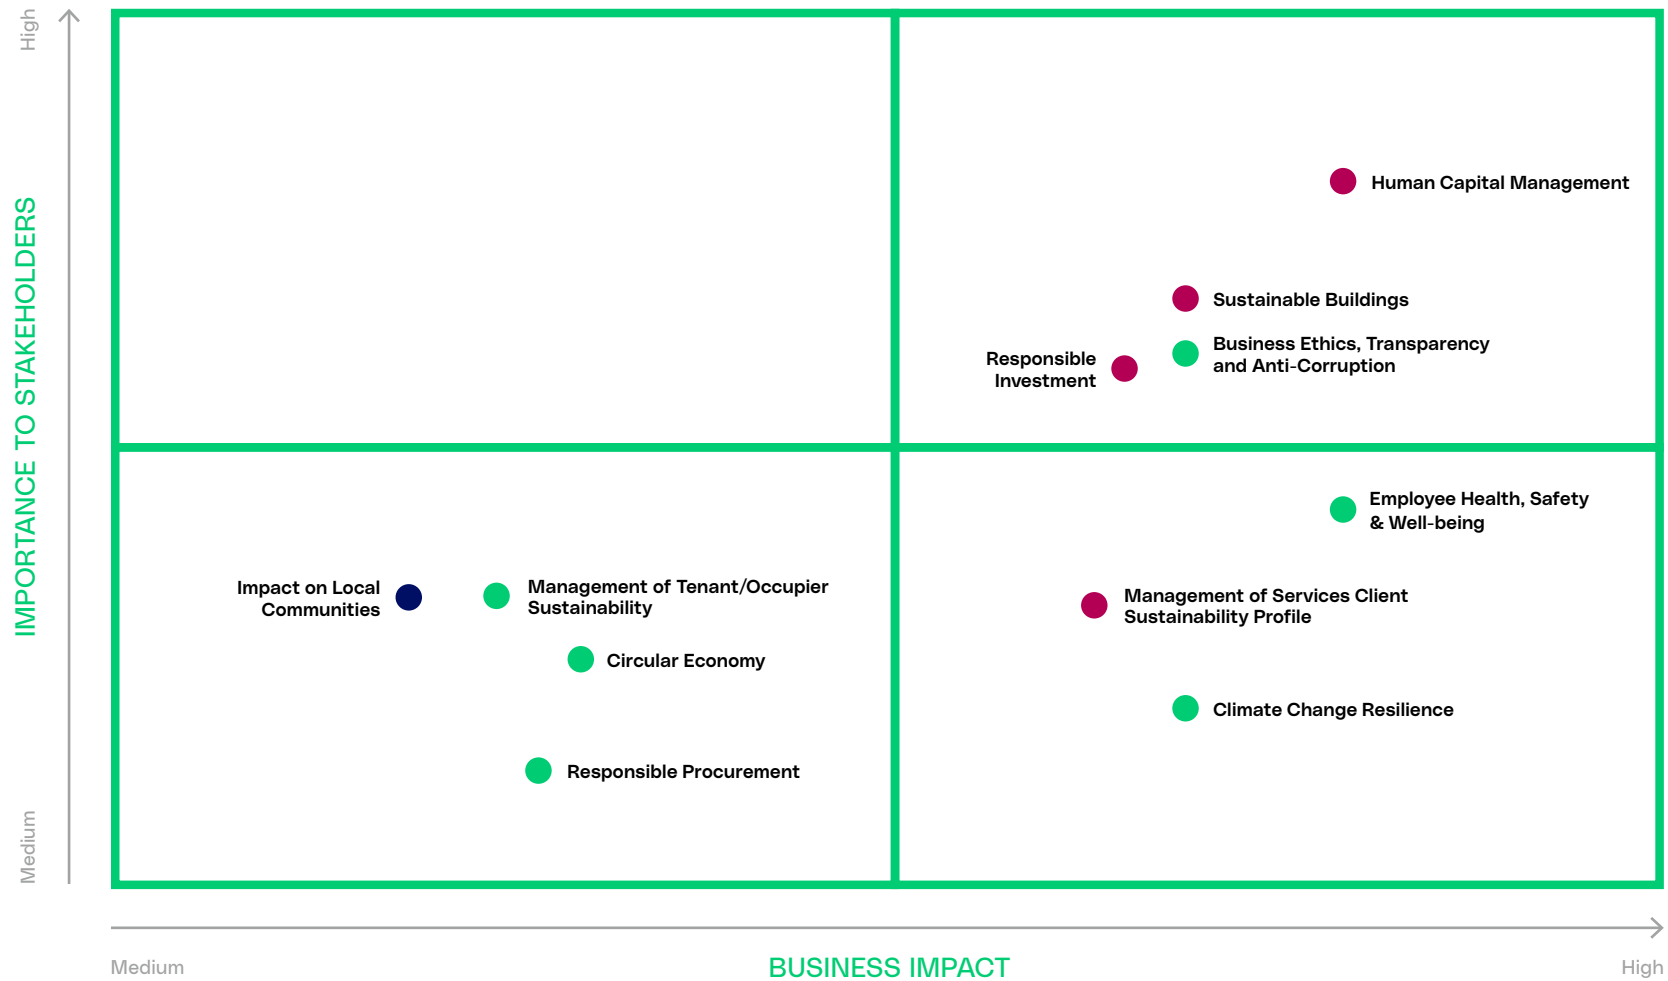 High
IMPORTANCE TO STAKEHOLDERS
Medium
Human Capital Management
Sustainable Buildings
Business Ethics, Transparency
and Anti-Corruption
Responsible
Investment
Employee Health, Safety
& Well-being
Impact on Local
Communities
Management of Tenant/Occupier
Sustainability
Management of Services Client
Sustainability Profile
Circular Economy
Climate Change Resilience
Responsible Procurement
Medium
BUSINESS IMPACT
High